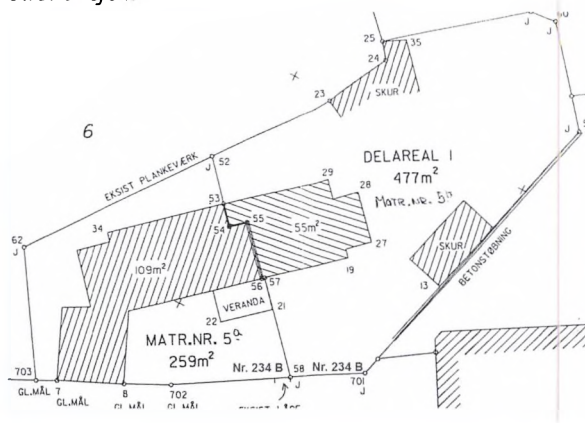 60
J
J
25
35
24
SKUR
23
6
DELAREAL 1
477m²
MATR.NR. 5b
52
J
EKSIST PLANKEVÆRK
29
28
53
54
55
55m²
27
34
62
J
19
SKUR
13
BETONSTØBNING
109m²
56
57
VERANDA
22
21
MATR.NR. 5a
259m²
Nr. 234 B
Nr. 234 B
703
GL.MÅL
7
GL.MÅL
8
702
58
J
701
J